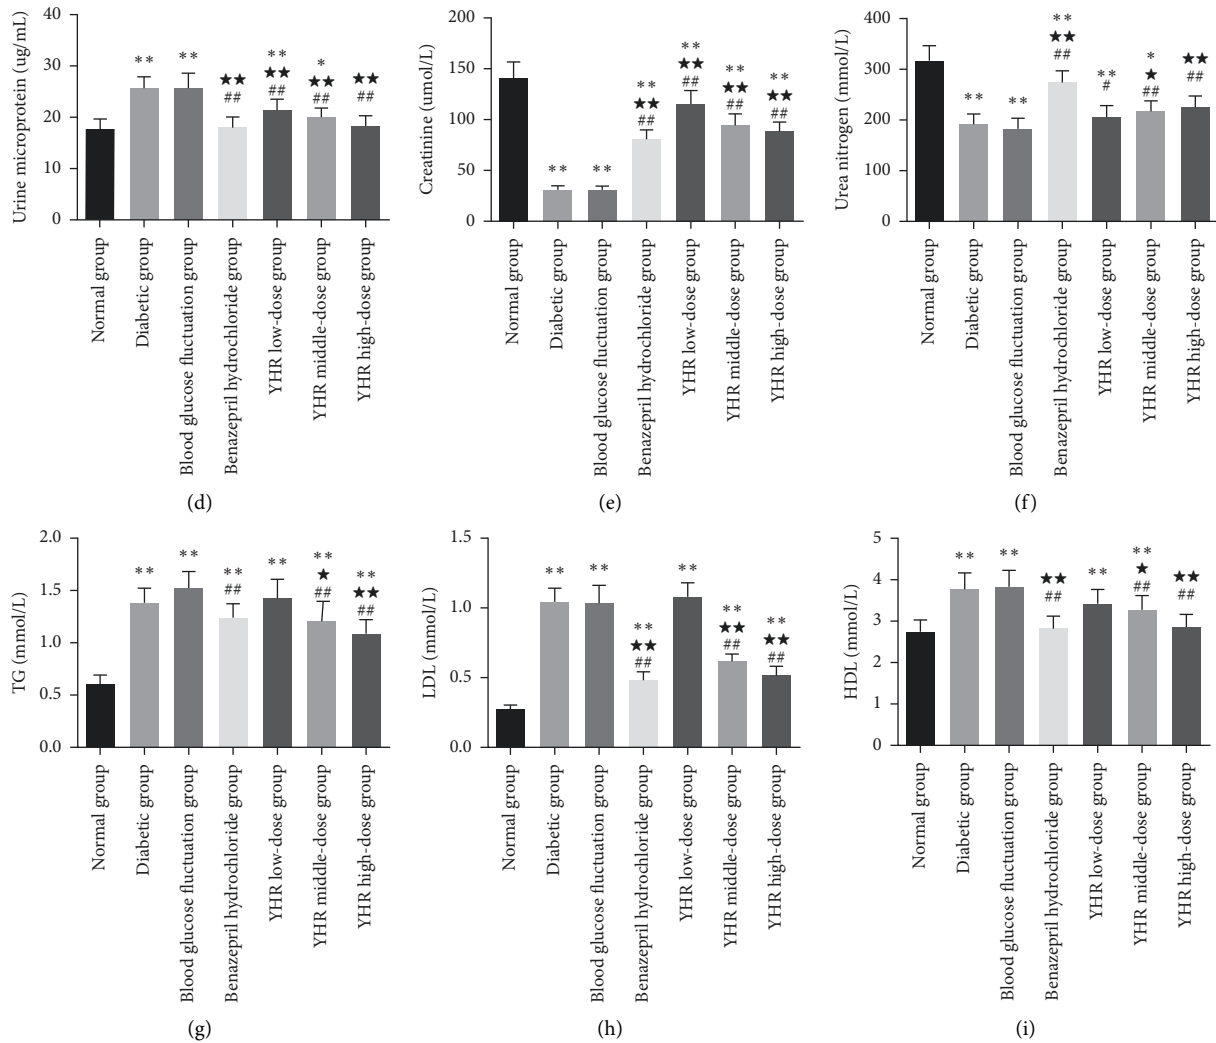 Urine microprotein (ug/mL)
40
30
20
10
0
**
**
★★
##
**
★★
##
*
★★
##
★★
##
Normal group
Diabetic group
Blood glucose fluctuation group
Benazepril hydrochloride group
YHR low-dose group
YHR middle-dose group
YHR high-dose group
(d)
Creatinine (umol/L)
200
150
100
50
0
**
**
**
★★
##
**
★★
##
**
★★
##
**
★★
##
Normal group
Diabetic group
Blood glucose fluctuation group
Benazepril hydrochloride group
YHR low-dose group
YHR middle-dose group
YHR high-dose group
(e)
Urea nitrogen (mmol/L)
400
300
200
100
0
**
**
**
★★
##
**
#
*
★
##
★★
##
Normal group
Diabetic group
Blood glucose fluctuation group
Benazepril hydrochloride group
YHR low-dose group
YHR middle-dose group
YHR high-dose group
(f)
TG (mmol/L)
2.0
1.5
1.0
0.5
0.0
**
**
**
##
**
**
★
##
**
★★
##
Normal group
Diabetic group
Blood glucose fluctuation group
Benazepril hydrochloride group
YHR low-dose group
YHR middle-dose group
YHR high-dose group
(g)
LDL (mmol/L)
1.5
1.0
0.5
0.0
**
**
**
★★
##
**
**
★★
##
**
★★
##
Normal group
Diabetic group
Blood glucose fluctuation group
Benazepril hydrochloride group
YHR low-dose group
YHR middle-dose group
YHR high-dose group
(h)
HDL (mmol/L)
5
4
3
2
1
0
**
**
★★
##
**
**
★
##
★★
##
Normal group
Diabetic group
Blood glucose fluctuation group
Benazepril hydrochloride group
YHR low-dose group
YHR middle-dose group
YHR high-dose group
(i)